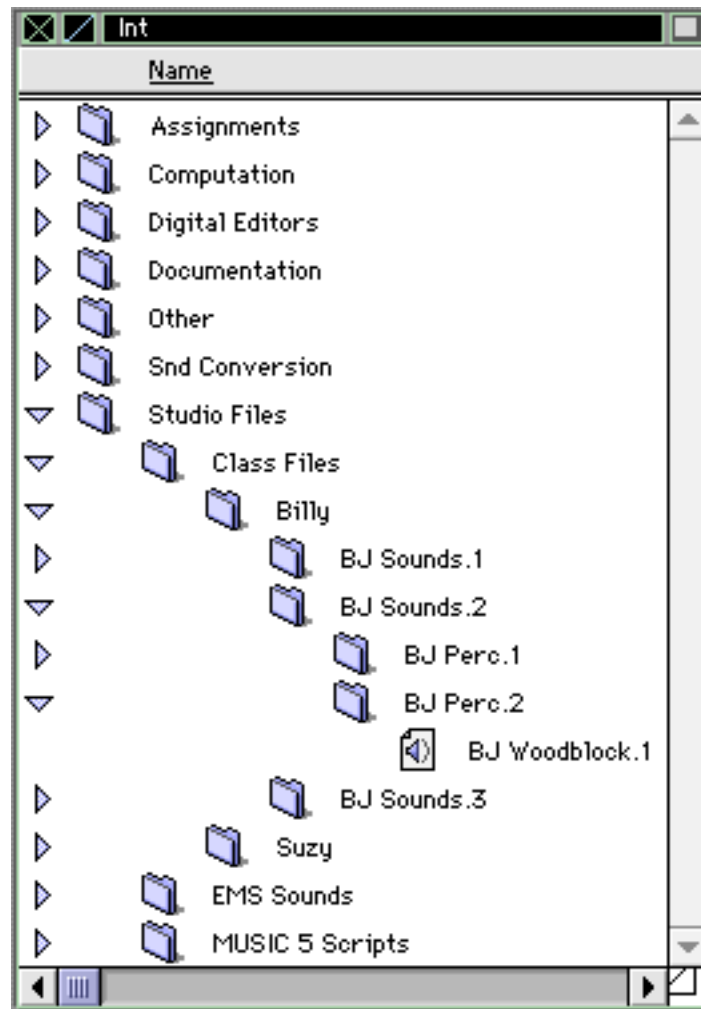 Int
Name
Assignments
Computation
Digital Editors
Documentation
Other
Snd Conversion
Studio Files
Class Files
Billy
BJ Sounds.1
BJ Sounds.2
BJ Perc.1
BJ Perc.2
BJ Woodblock.1
BJ Sounds.3
Suzy
EMS Sounds
MUSIC 5 Scripts